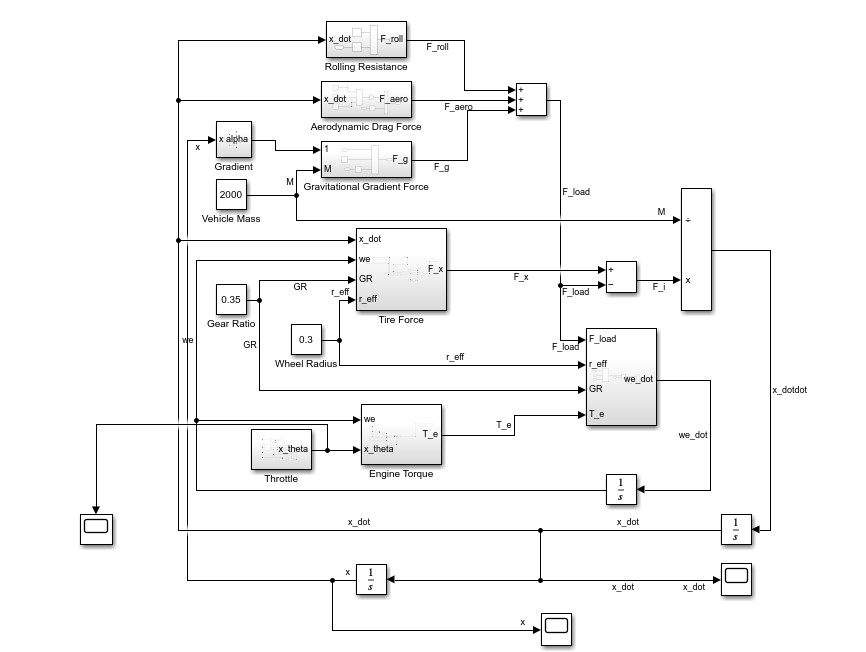 x_dot F_roll
F_roll
Rolling Resistance
+
+
+
x_dot F_aero
F_aero
Aerodynamic Drag Force
x alpha
x
Gradient
1
M
F_g
F_g
M
Gravitational Gradient Force
2000
Vehicle Mass
F_load
M
÷
x
x_dot
we
GR
r_eff
F_x
F_x
Tire Force
+
−
F_i
F_load
GR
r_eff
0.35
Gear Ratio
0.3
Wheel Radius
we
GR
r_eff
F_load
F_load
r_eff
GR
T_e
we_dot
x_dotdot
we
x_theta
T_e
T_e
Engine Torque
we_dot
x_theta
Throttle
1
s
x_dot
x_dot
1
s
x
1
s
x_dot
x_dot
x